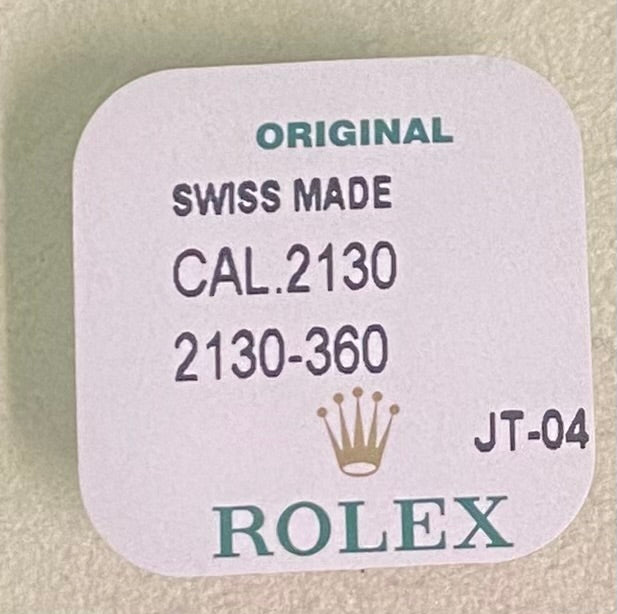 ORIGINAL
SWISS MADE
CAL.2130
2130-360
JT-04
ROLEX